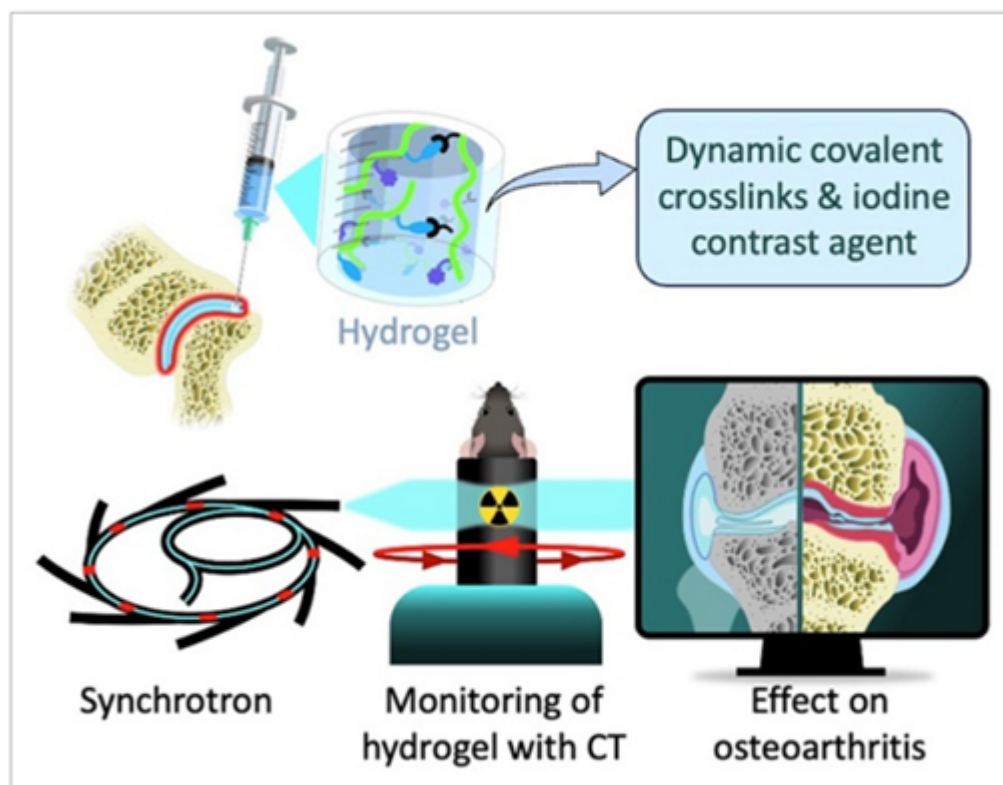 Dynamic covalent
crosslinks & iodine
contrast agent
Hydrogel
Synchrotron
Monitoring of
hydrogel with CT
Effect on
osteoarthritis